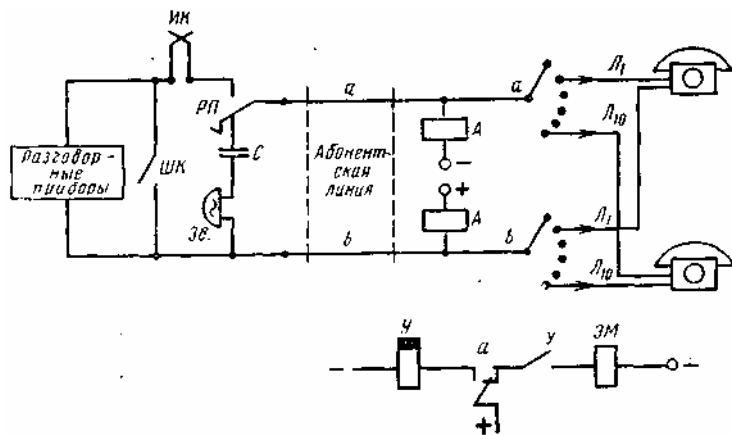 ИК
РП
Разговор-
ные
приборы
ШК
С
Зв.
а
Абонент-
ская
линия
b
А
−
+
А
а
b
Л₁
Л₁₀
Л₁
Л₁₀
У
а
У
ЭМ
−
+